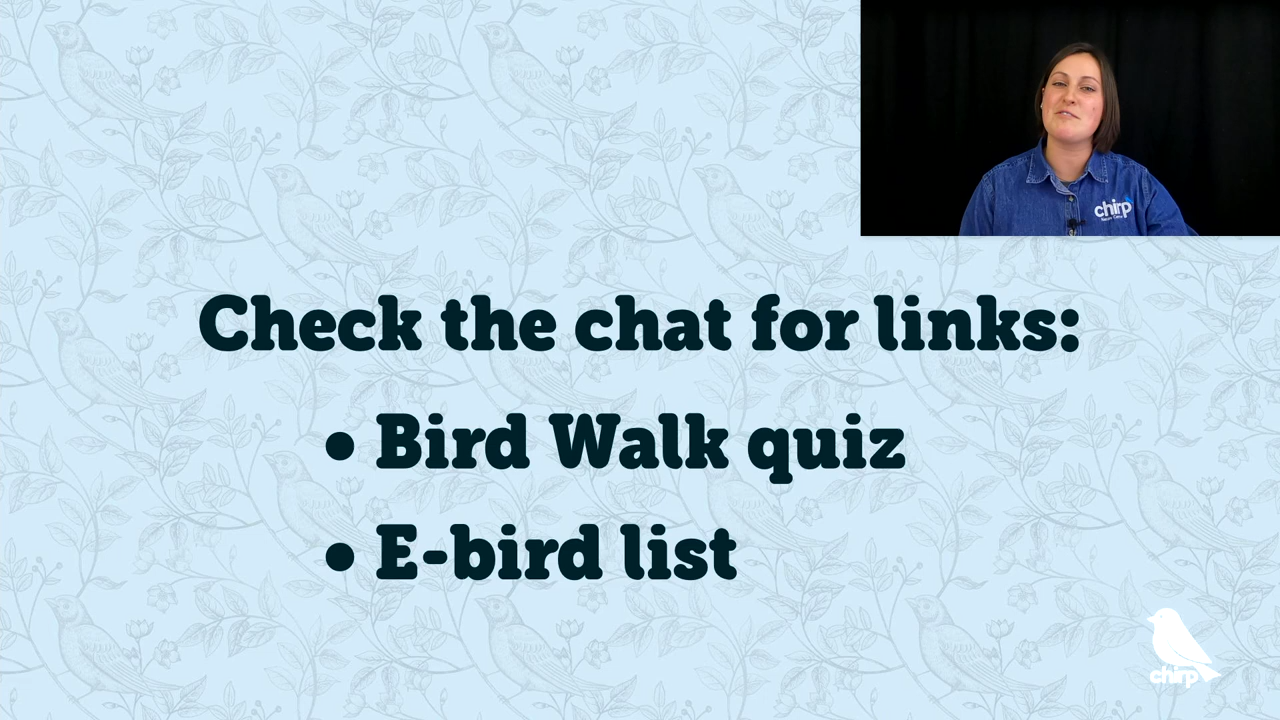 chirp
Check the chat for links:
• Bird Walk quiz
• E-bird list
chirp